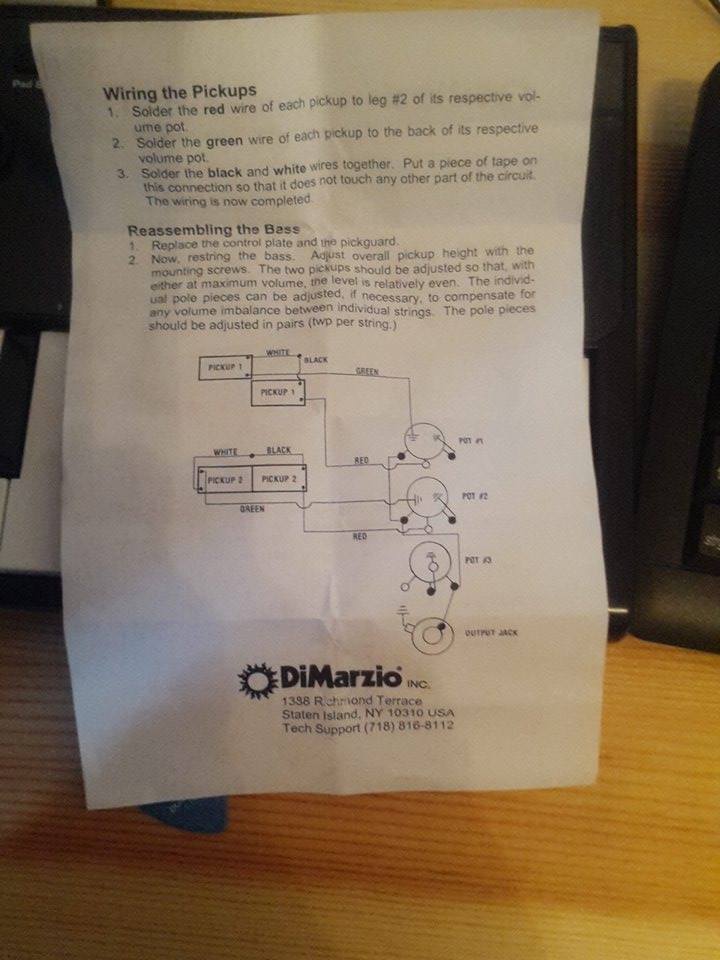 Wiring the Pickups
1. Solder the red wire of each pickup to leg #2 of its respective vol-
ume pot.
2. Solder the green wire of each pickup to the back of its respective
volume pot.
3. Solder the black and white wires together. Put a piece of tape on
this connection so that it does not touch any other part of the circuit.
The wiring is now completed.
Reassembling the Bass
1. Replace the control plate and the pickguard.
2. Now, restring the bass. Adjust overall pickup height with the
mounting screws. The two pickups should be adjusted so that, with
either at maximum volume, the level is relatively even. The individ-
ual pole pieces can be adjusted, if necessary, to compensate for
any volume imbalance between individual strings. The pole pieces
should be adjusted in pairs (two per string.)
WHITE
BLACK
PICKUP 1
GREEN
PICKUP 1
POT #1
WHITE
BLACK
RED
PICKUP 2
PICKUP 2
POT #2
GREEN
RED
POT #3
OUTPUT JACK
DiMarzio® INC.
1388 Richmond Terrace
Staten Island, NY 10310 USA
Tech Support (718) 816-8112